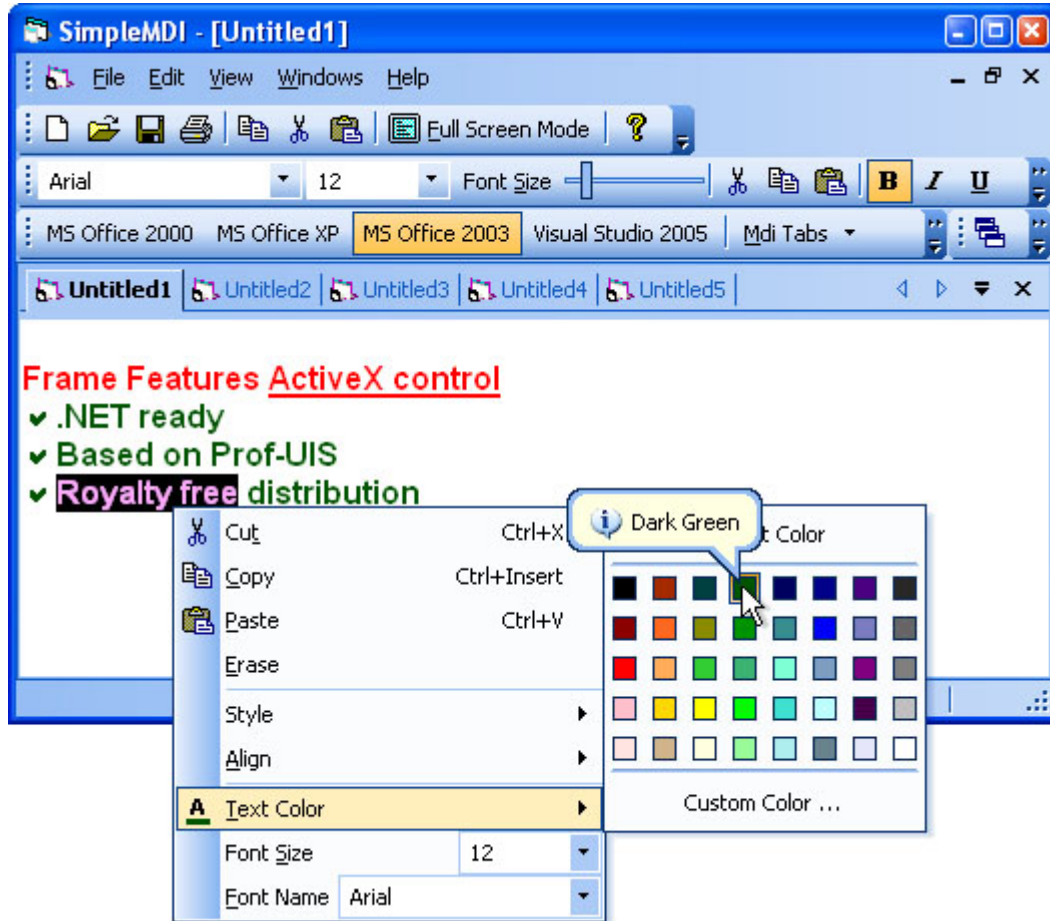 SimpleMDI - [Untitled1]
File Edit View Windows Help
Full Screen Mode
Arial 12 Font Size B I U
MS Office 2000 MS Office XP MS Office 2003 Visual Studio 2005 Mdi Tabs
Untitled1 Untitled2 Untitled3 Untitled4 Untitled5
Frame Features ActiveX control
.NET ready
Based on Prof-UIS
Royalty free distribution
Cut Ctrl+X
Copy Ctrl+Insert
Paste Ctrl+V
Erase
Style
Align
A Text Color
Font Size 12
Font Name Arial
Dark Green
Color
Custom Color ...